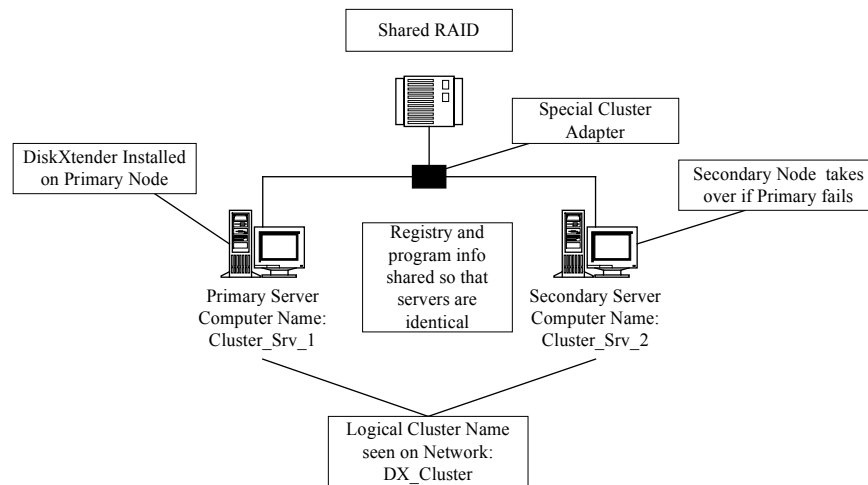 Shared RAID
Special Cluster
Adapter
DiskXtender Installed
on Primary Node
Secondary Node takes
over if Primary fails
Registry and
program info
shared so that
servers are
identical
Primary Server
Computer Name:
Cluster_Srv_1
Secondary Server
Computer Name:
Cluster_Srv_2
Logical Cluster Name
seen on Network:
DX_Cluster